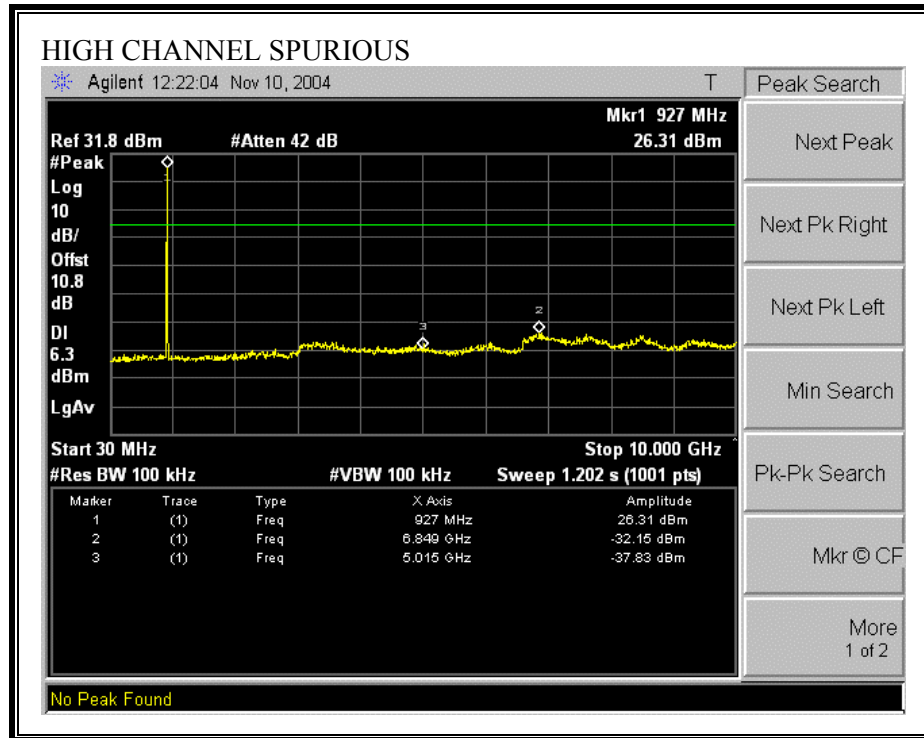 HIGH CHANNEL SPURIOUS
Agilent 12:22:04 Nov 10, 2004 T
Peak Search
Mkr1 927 MHz
Ref 31.8 dBm #Atten 42 dB 26.31 dBm
Next Peak
#Peak
Log
10
dB/
Offst
10.8
dB
DI
6.3
dBm
LgAv
1
3
2
Next Pk Right
Next Pk Left
Min Search
Start 30 MHz Stop 10.000 GHz
#Res BW 100 kHz #VBW 100 kHz Sweep 1.202 s (1001 pts)
Pk-Pk Search
Marker Trace Type X Axis Amplitude
1 (1) Freq 927 MHz 26.31 dBm
2 (1) Freq 6.849 GHz -32.15 dBm
3 (1) Freq 5.015 GHz -37.83 dBm
Mkr © CF
More
1 of 2
No Peak Found